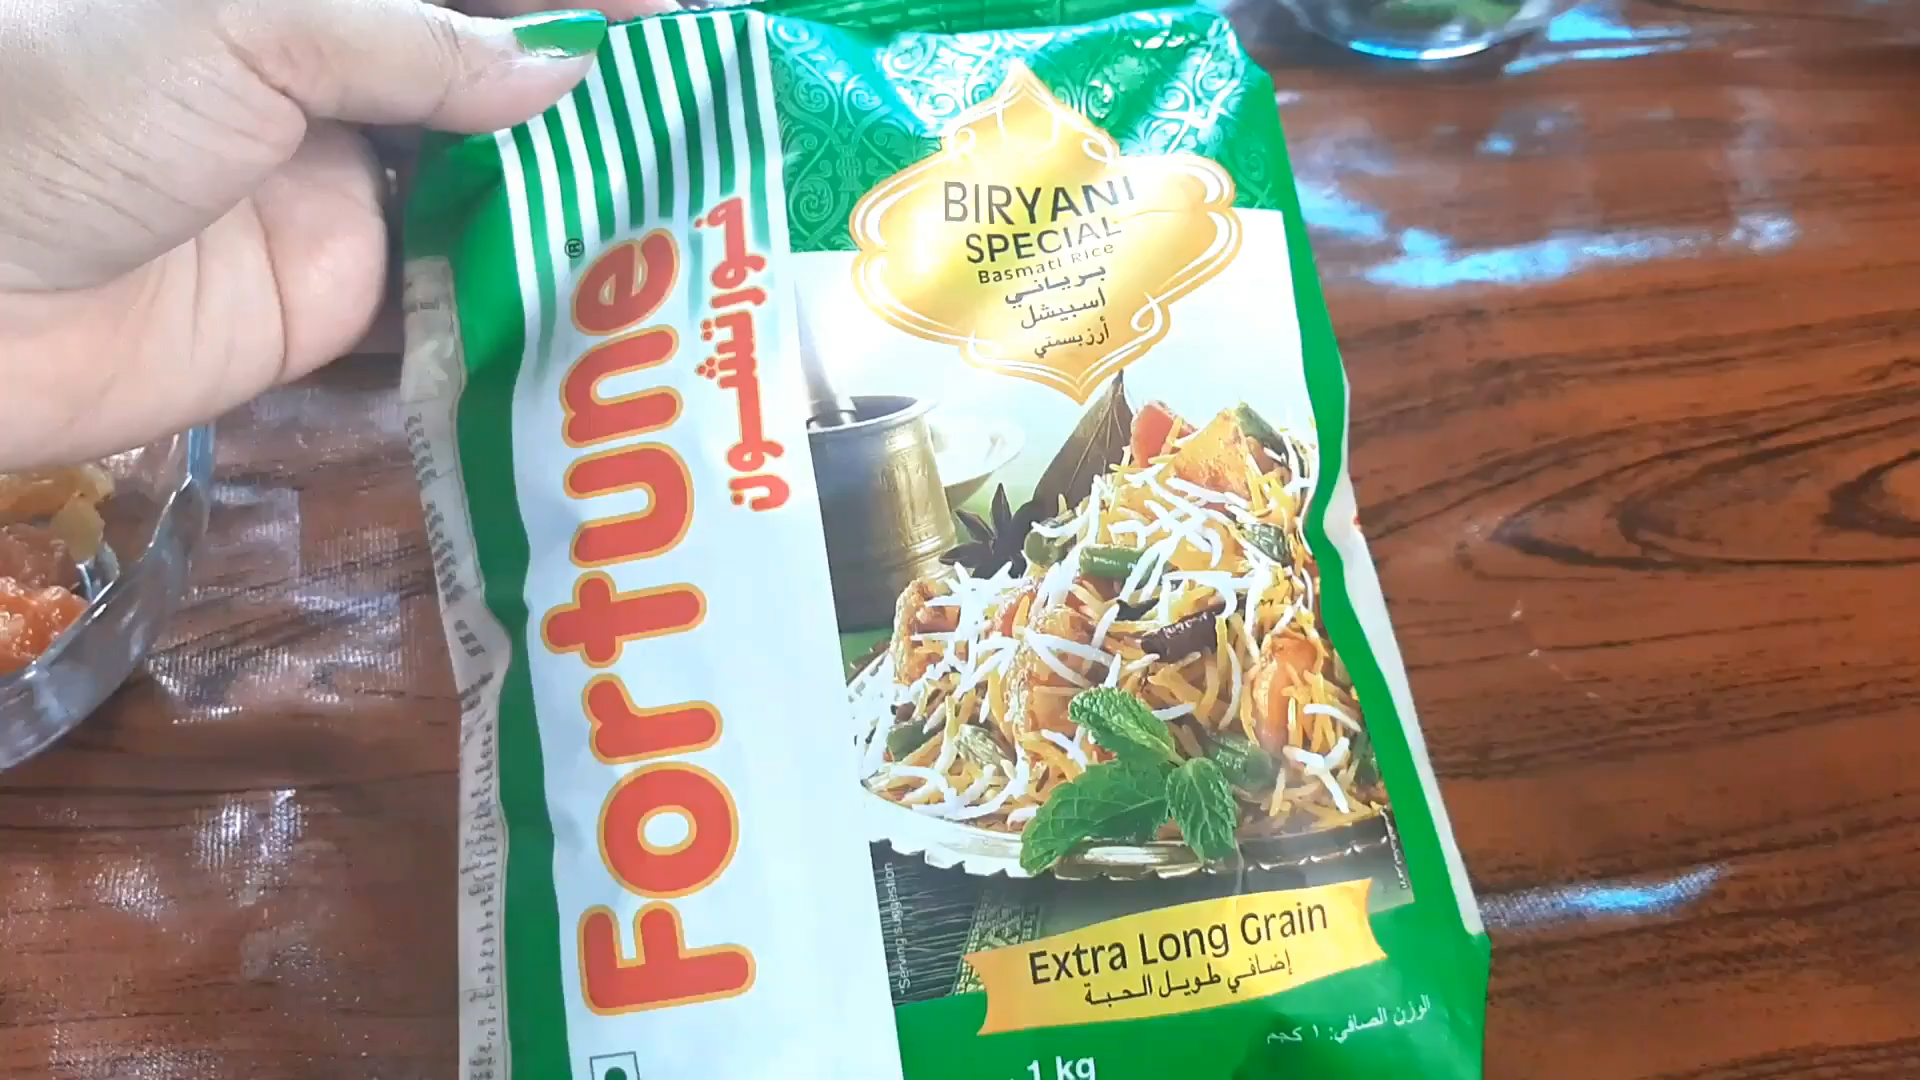 Fortune®
فورتشون
BIRYANI
SPECIAL
Basmati Rice
برياني
اسبيشل
أرز بسمتي
*Serving suggestion
Extra Long Grain
إضافي طويل الحبة
الوزن الصافي: ١ كجم
1 kg